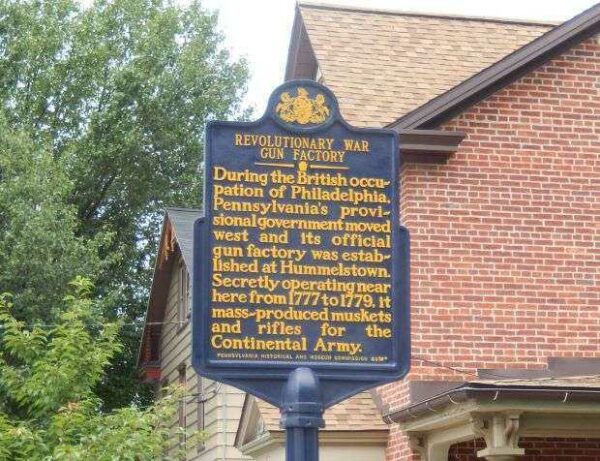 REVOLUTIONARY WAR
GUN FACTORY
During the British occu-
pation of Philadelphia,
Pennsylvania's provi-
sional government moved
west and its official
gun factory was estab-
lished at Hummelstown.
Secretly operating near
here from 1777 to 1779, it
mass-produced muskets
and rifles for the
Continental Army.
PENNSYLVANIA HISTORICAL AND MUSEUM COMMISSION